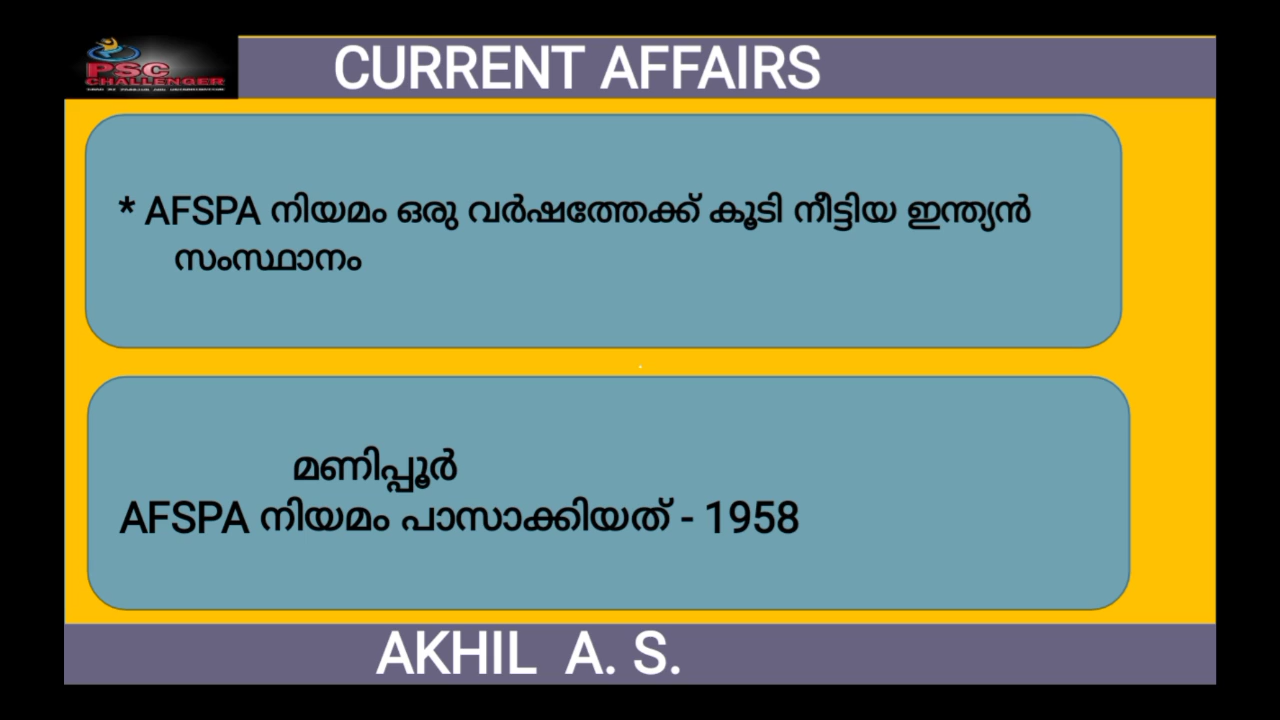 PSC
CHALLENGER
CURRENT AFFAIRS
* AFSPA നിയമം ഒരു വർഷത്തേക്ക് കൂടി നീട്ടിയ ഇന്ത്യൻ
സംസ്ഥാനം
മണിപ്പൂർ
AFSPA നിയമം പാസാക്കിയത് - 1958
AKHIL A. S.